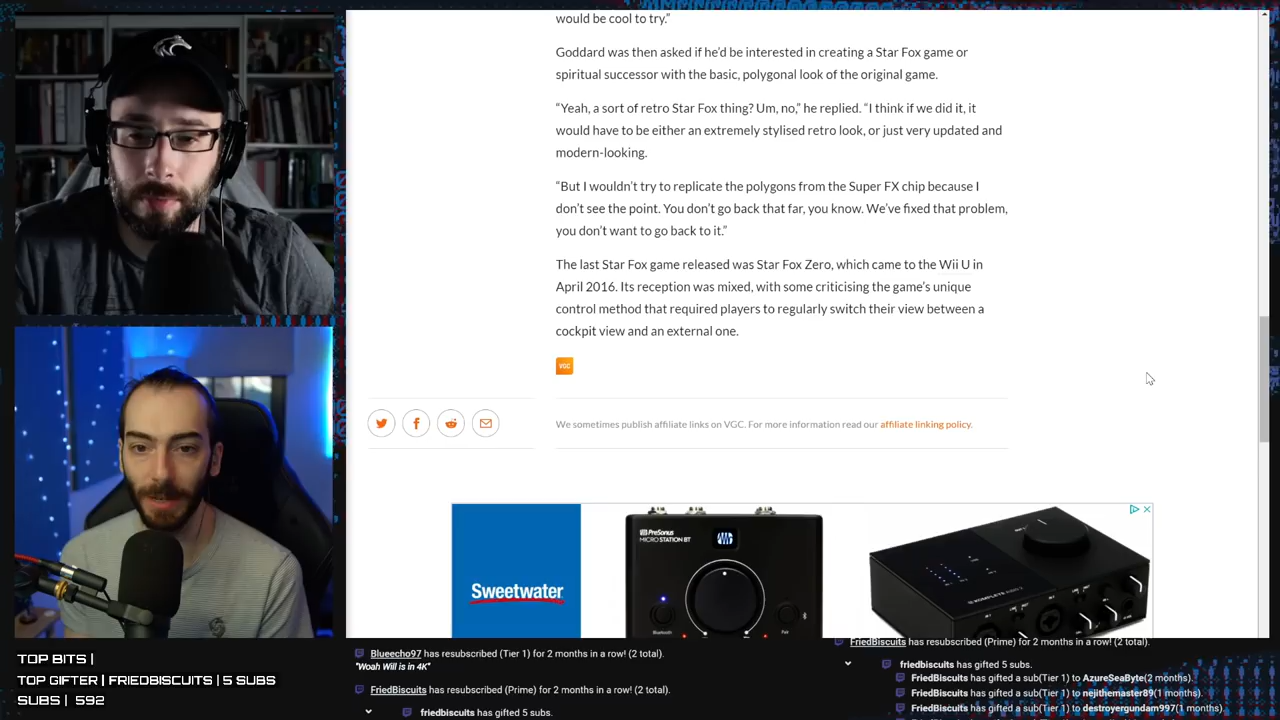 would be cool to try.”
Goddard was then asked if he’d be interested in creating a Star Fox game or
spiritual successor with the basic, polygonal look of the original game.
“Yeah, a sort of retro Star Fox thing? Um, no,” he replied. “I think if we did it, it
would have to be either an extremely stylised retro look, or just very updated and
modern-looking.
“But I wouldn’t try to replicate the polygons from the Super FX chip because I
don’t see the point. You don’t go back that far, you know. We’ve fixed that problem,
you don’t want to go back to it.”
The last Star Fox game released was Star Fox Zero, which came to the Wii U in
April 2016. Its reception was mixed, with some criticising the game’s unique
control method that required players to regularly switch their view between a
cockpit view and an external one.
VGC
We sometimes publish affiliate links on VGC. For more information read our affiliate linking policy.
Sweetwater
PreSonus
MICRO STATION BT
Bluetooth
TOP BITS |
TOP GIFTER | FRIEDBISCUITS | 5 SUBS
SUBS | 592
Blueecho97 has resubscribed (Tier 1) for 2 months in a row! (2 total).
"Woah Will is in 4K"
FriedBiscuits has resubscribed (Prime) for 2 months in a row! (2 total).
friedbiscuits has gifted 5 subs.
FriedBiscuits has resubscribed (Prime) for 2 months in a row! (2 total).
friedbiscuits has gifted 5 subs.
FriedBiscuits has gifted a sub(Tier 1) to AzureSeaByte(2 months).
FriedBiscuits has gifted a sub(Tier 1) to nejithemaster89(1 months).
FriedBiscuits has gifted a sub(Tier 1) to destroyergundam997(1 months).